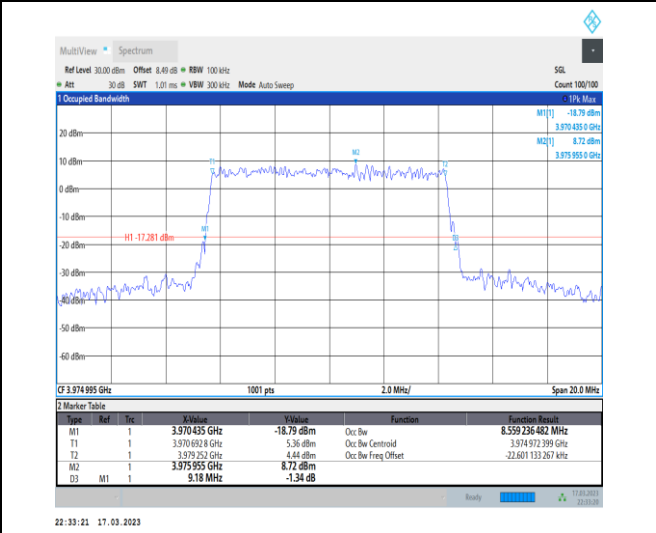 MultiView Spectrum
Ref Level 30.00 dBm Offset 8.49 dB RBW 100 kHz SGL
Att 30 dB SWT 1.01 ms VBW 300 kHz Mode Auto Sweep Count 100/100
1 Occupied Bandwidth 1Pk Max
M1[1] -18.79 dBm
3.970 435 0 GHz
20 dBm
M2[1] 8.72 dBm
3.975 955 0 GHz
M2
10 dBm
T1 T2
0 dBm
-10 dBm
M1
H1 -17.281 dBm
-20 dBm
-30 dBm
-40 dBm
-50 dBm
-60 dBm
CF 3.974 995 GHz 1001 pts 2.0 MHz/ Span 20.0 MHz
2 Marker Table
Type Ref Trc X-Value Y-Value Function Function Result
M1 1 3.970435 GHz -18.79 dBm Occ Bw 8.559 236 482 MHz
T1 1 3.970 692 8 GHz 5.36 dBm Occ Bw Centroid 3.974 972 399 GHz
T2 1 3.979 252 GHz 4.44 dBm Occ Bw Freq Offset -22.601 133 267 kHz
M2 1 3.975 955 GHz 8.72 dBm
D3 M1 1 9.18 MHz -1.34 dB
Ready 17.03.2023
22:33:20
22:33:21 17.03.2023